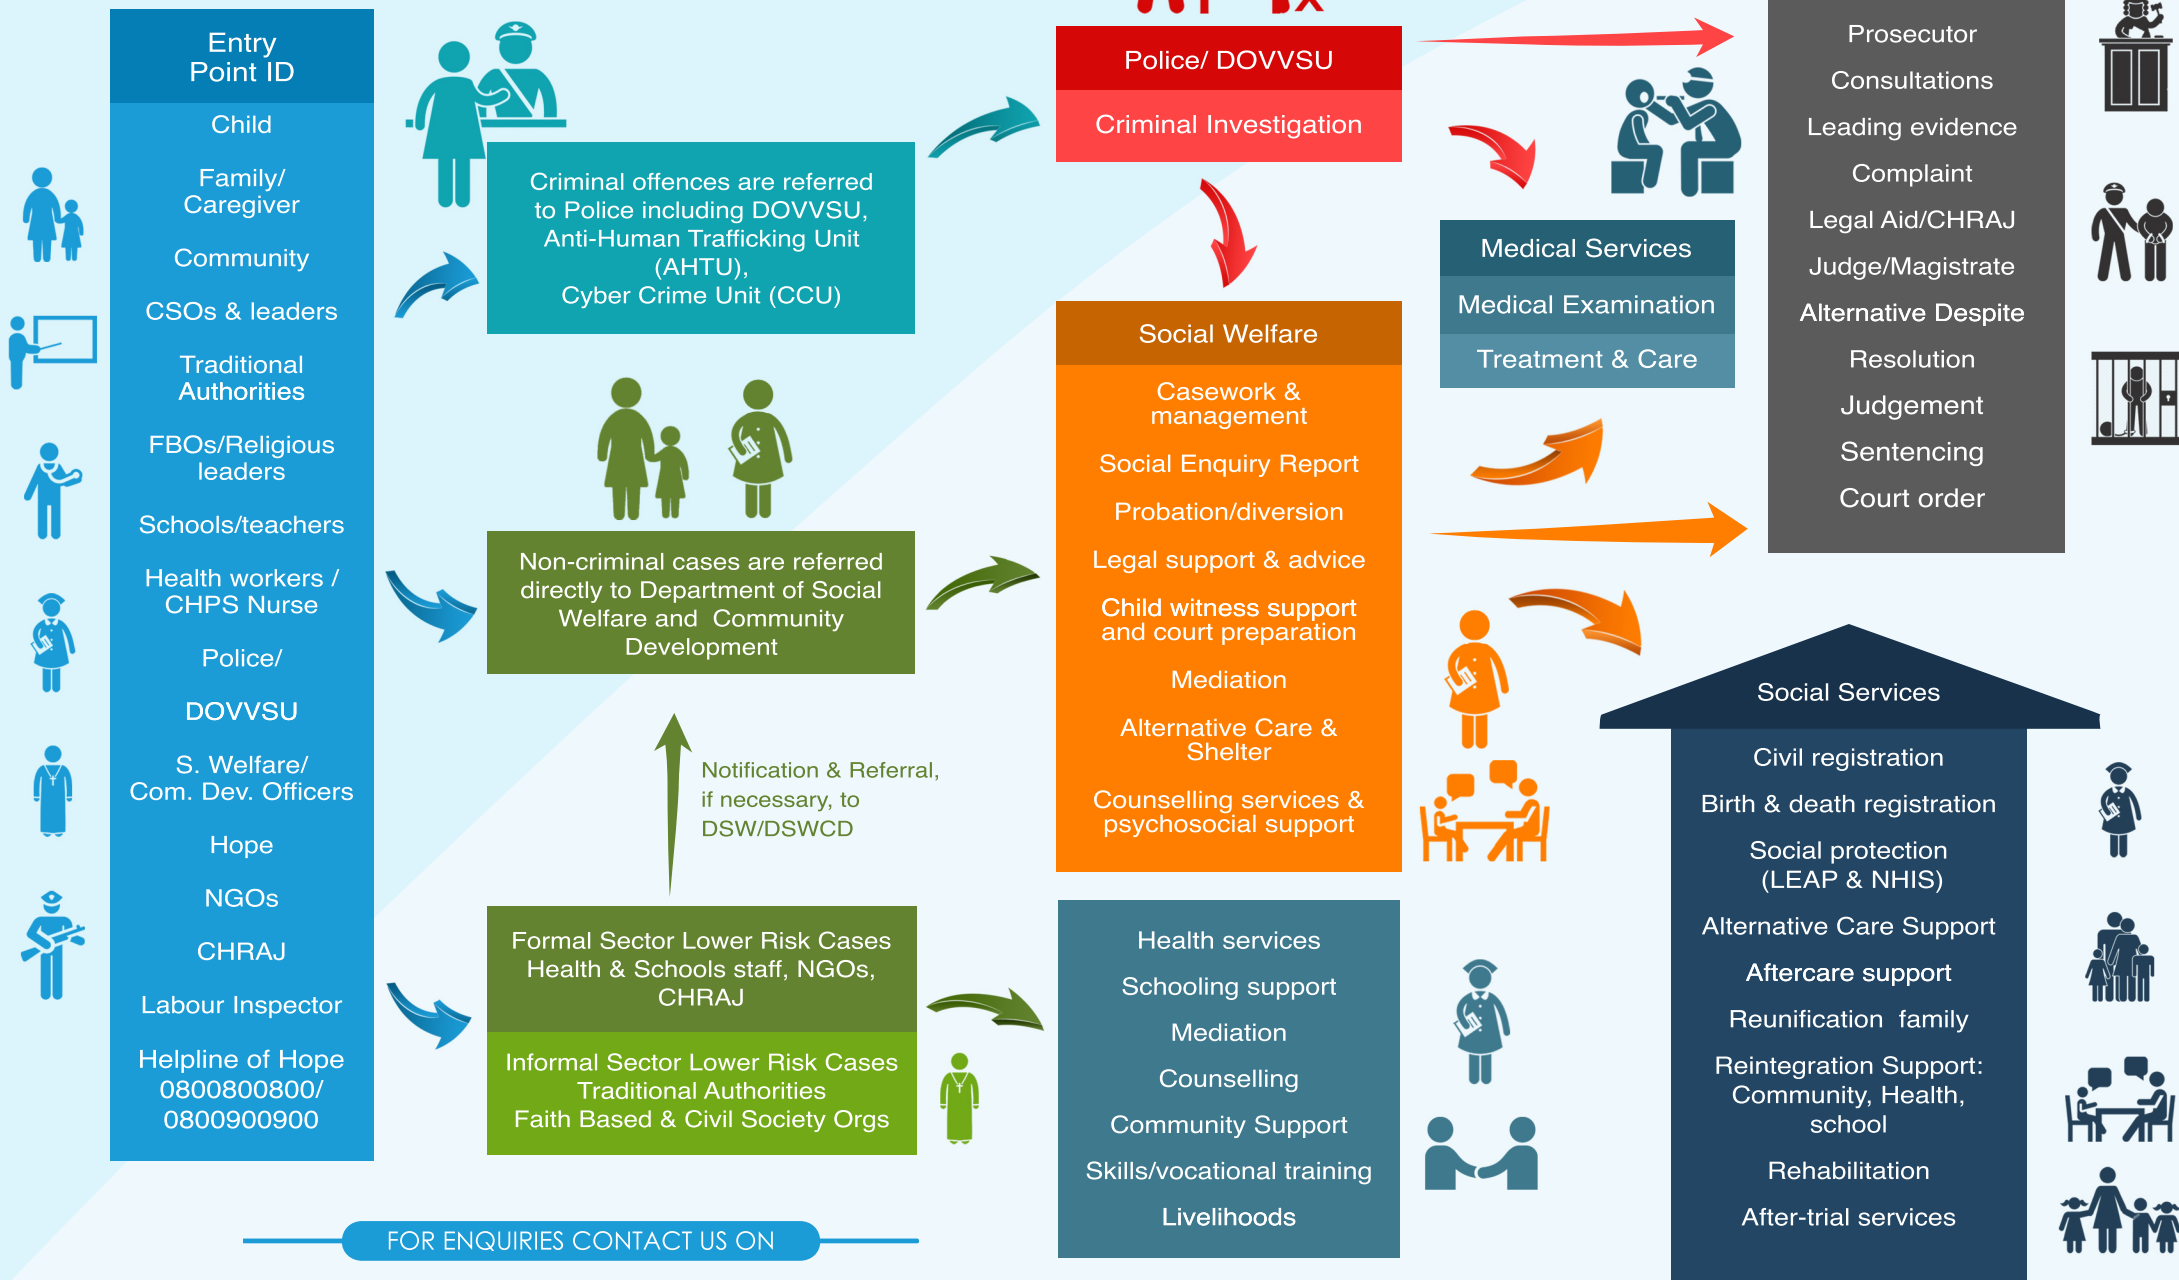 Entry
Point ID
Child
Family/
Caregiver
Community
CSOs & leaders
Traditional
Authorities
FBOs/Religious
leaders
Schools/teachers
Health workers /
CHPS Nurse
Police/
DOVVSU
S. Welfare/
Com. Dev. Officers
Hope
NGOs
CHRAJ
Labour Inspector
Helpline of Hope
0800800800/
0800900900
Criminal offences are referred
to Police including DOVVSU,
Anti-Human Trafficking Unit
(AHTU),
Cyber Crime Unit (CCU)
Non-criminal cases are referred
directly to Department of Social
Welfare and Community
Development
Notification & Referral,
if necessary, to
DSW/DSWCD
Formal Sector Lower Risk Cases
Health & Schools staff, NGOs,
CHRAJ
Informal Sector Lower Risk Cases
Traditional Authorities
Faith Based & Civil Society Orgs
Police/ DOVVSU
Criminal Investigation
Social Welfare
Casework &
management
Social Enquiry Report
Probation/diversion
Legal support & advice
Child witness support
and court preparation
Mediation
Alternative Care &
Shelter
Counselling services &
psychosocial support
Health services
Schooling support
Mediation
Counselling
Community Support
Skills/vocational training
Livelihoods
Medical Services
Medical Examination
Treatment & Care
Prosecutor
Consultations
Leading evidence
Complaint
Legal Aid/CHRAJ
Judge/Magistrate
Alternative Despite
Resolution
Judgement
Sentencing
Court order
Social Services
Civil registration
Birth & death registration
Social protection
(LEAP & NHIS)
Alternative Care Support
Aftercare support
Reunification family
Reintegration Support:
Community, Health,
school
Rehabilitation
After-trial services
FOR ENQUIRIES CONTACT US ON